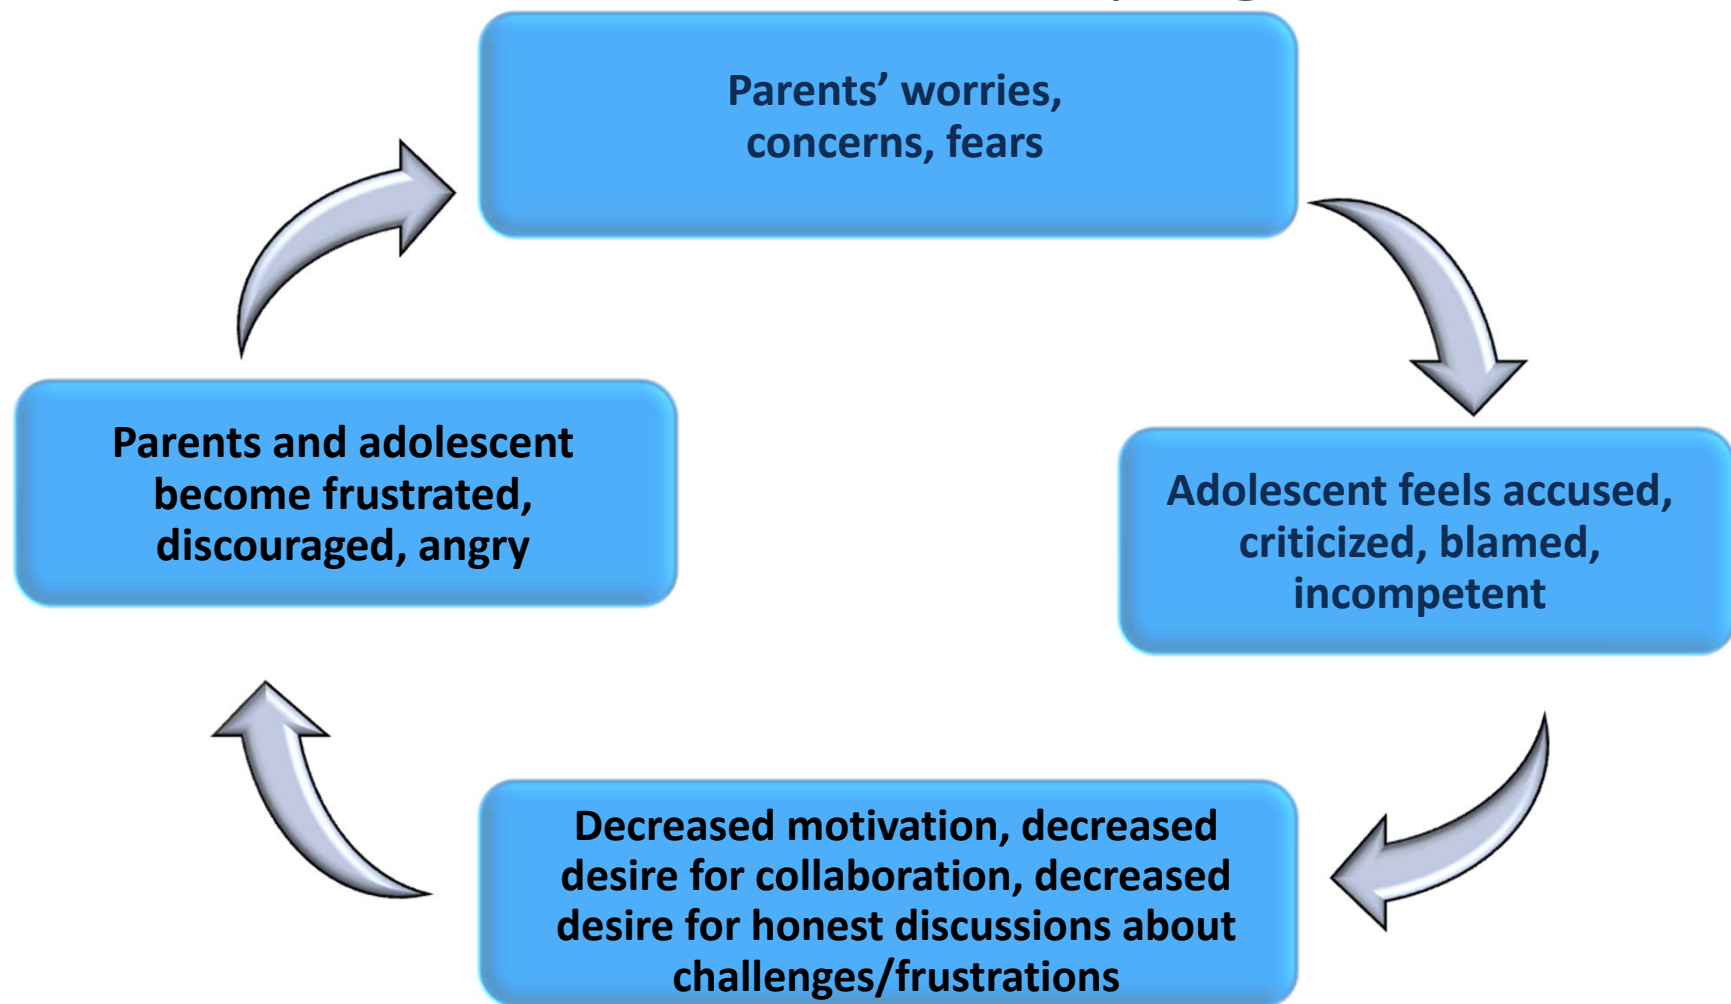 Parents’ worries,
concerns, fears
Adolescent feels accused,
criticized, blamed,
incompetent
Decreased motivation, decreased
desire for collaboration, decreased
desire for honest discussions about
challenges/frustrations
Parents and adolescent
become frustrated,
discouraged, angry